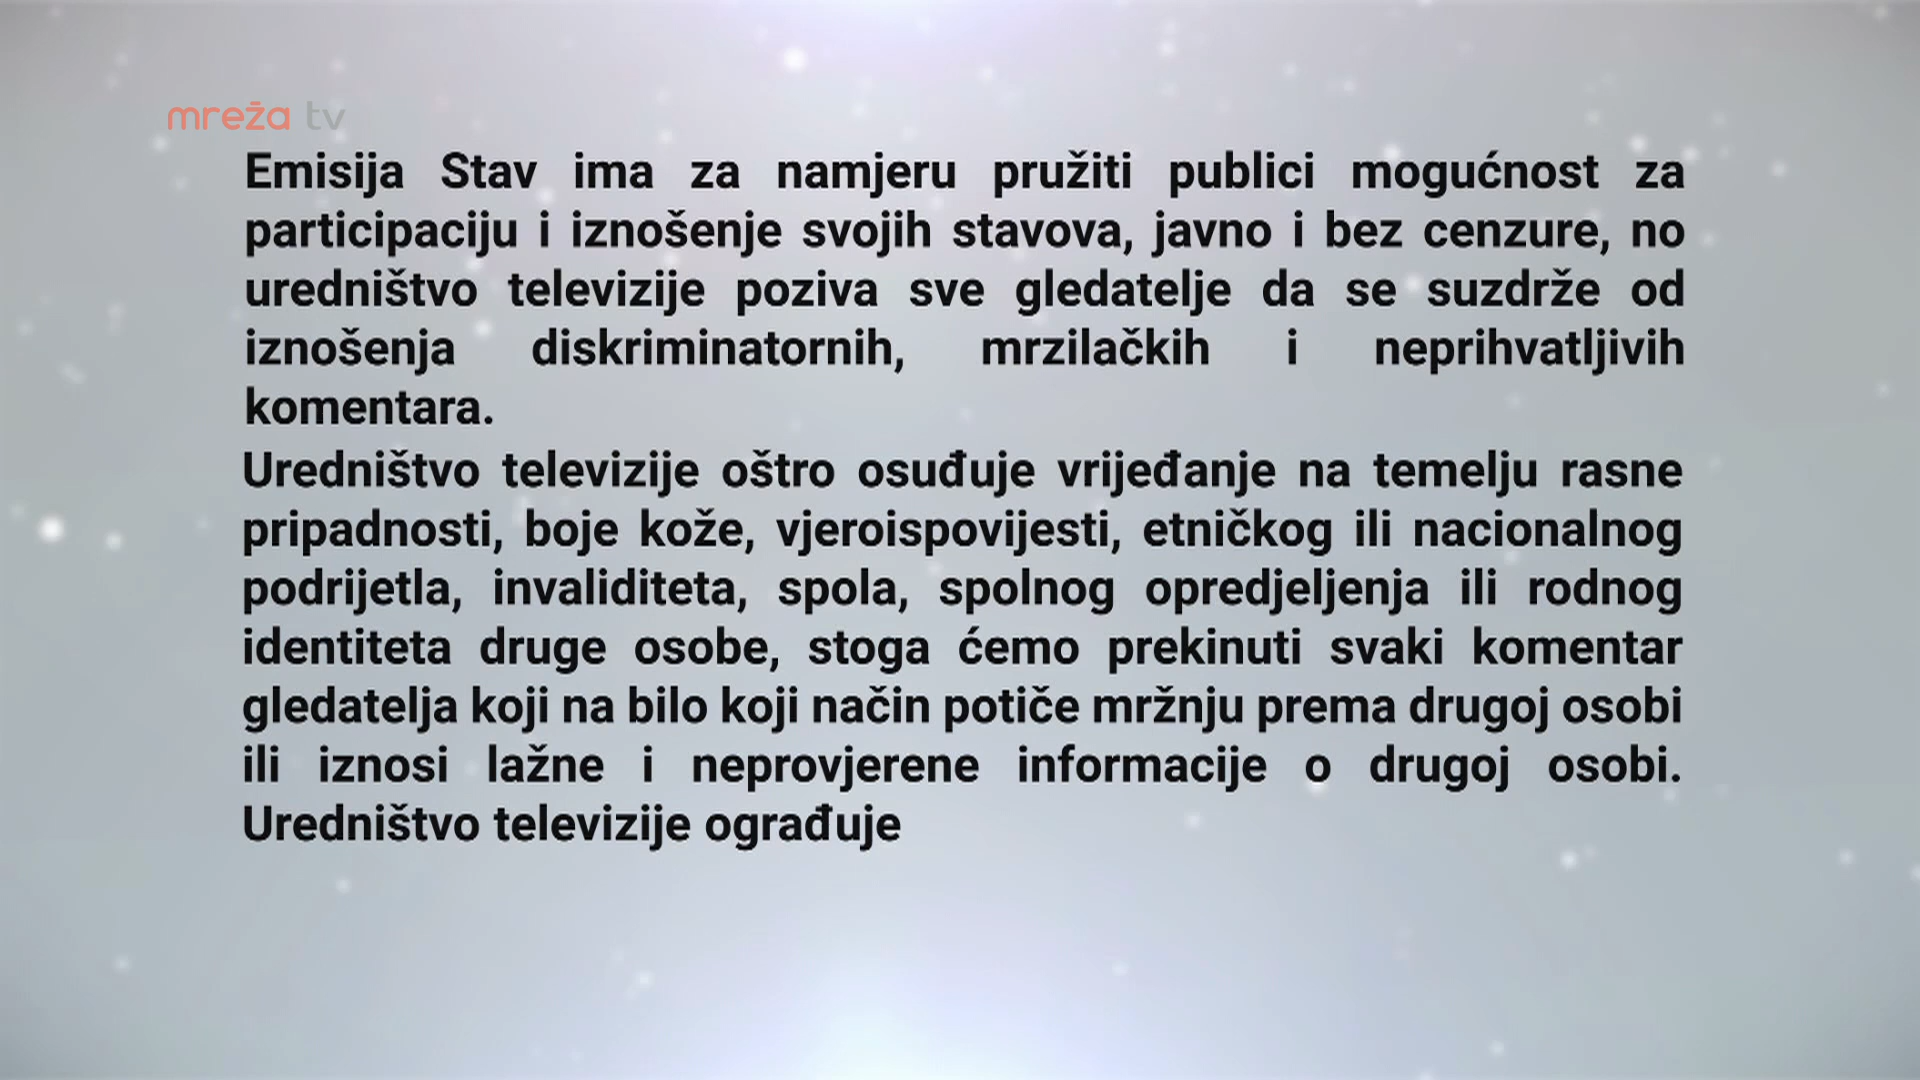 mreža tv
Emisija Stav ima za namjeru pružiti publici mogućnost za
participaciju i iznošenje svojih stavova, javno i bez cenzure, no
uredništvo televizije poziva sve gledatelje da se suzdrže od
iznošenja diskriminatornih, mrzilačkih i neprihvatljivih
komentara.
Uredništvo televizije oštro osuđuje vrijeđanje na temelju rasne
pripadnosti, boje kože, vjeroispovijesti, etničkog ili nacionalnog
podrijetla, invaliditeta, spola, spolnog opredjeljenja ili rodnog
identiteta druge osobe, stoga ćemo prekinuti svaki komentar
gledatelja koji na bilo koji način potiče mržnju prema drugoj osobi
ili iznosi lažne i neprovjerene informacije o drugoj osobi.
Uredništvo televizije ograđuje